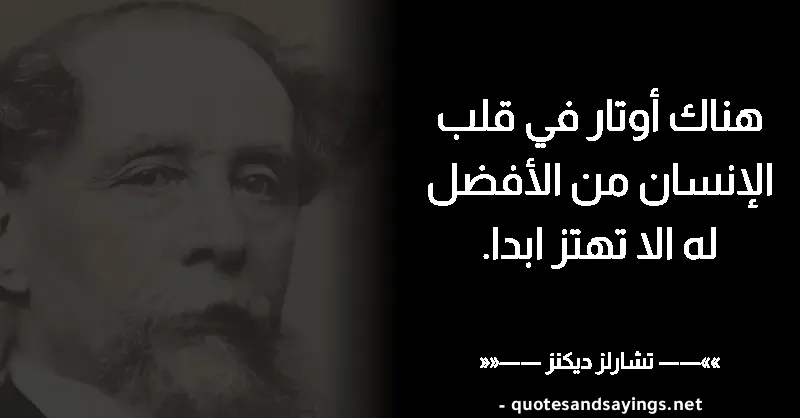 هناك أوتار في قلب
الإنسان من الأفضل
له الا تهتز ابدا.
»»—— تشارلز ديكنز ——««
- quotesandsayings.net